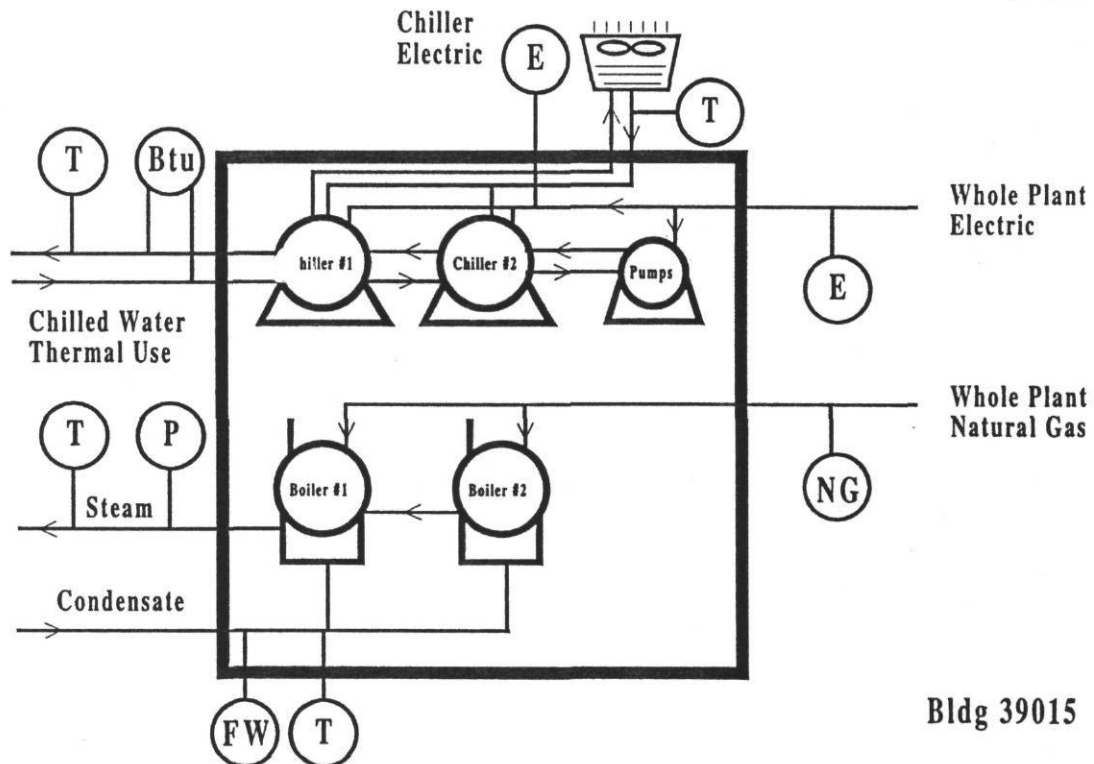 Chiller
Electric
E
T
T
Btu
Whole Plant
Electric
hiller #1
Chiller #2
Pumps
E
Chilled Water
Thermal Use
Whole Plant
Natural Gas
T
P
NG
Boiler #1
Boiler #2
Steam
Condensate
FW
T
Bldg 39015